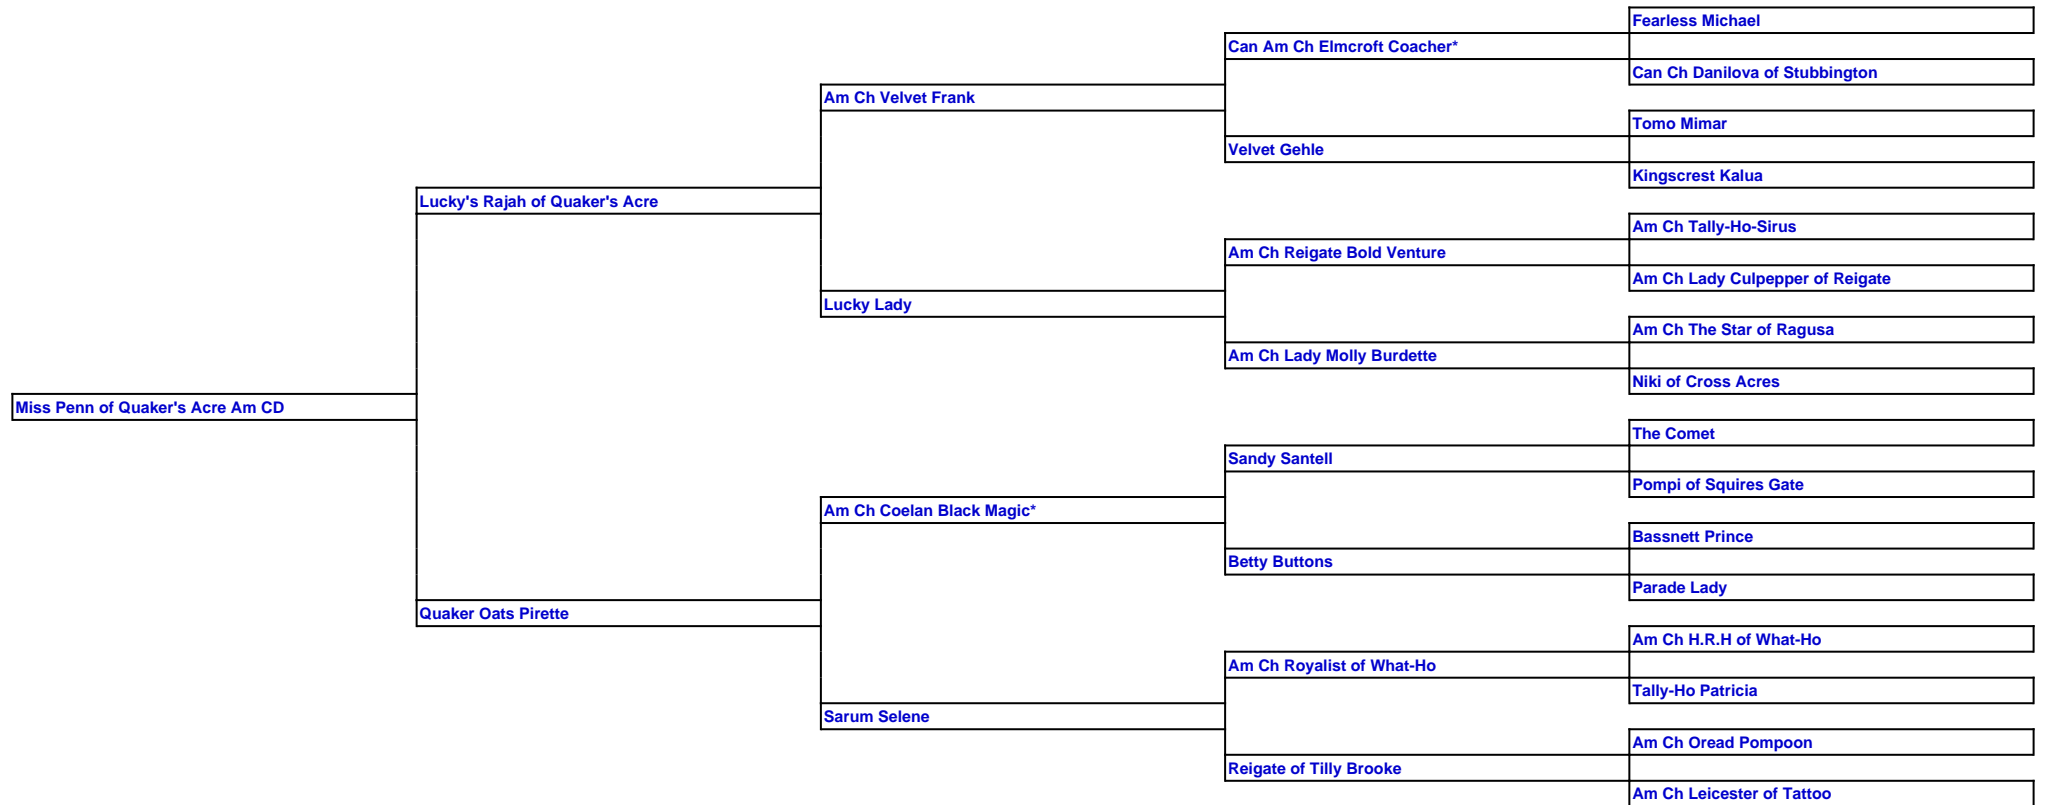 Fearless Michael
Can Am Ch Elmcroft Coacher*
Can Ch Danilova of Stubbington
Am Ch Velvet Frank
Tomo Mimar
Velvet Gehle
Kingscrest Kalua
Lucky's Rajah of Quaker's Acre
Am Ch Tally-Ho-Sirus
Am Ch Reigate Bold Venture
Am Ch Lady Culpepper of Reigate
Lucky Lady
Am Ch The Star of Ragusa
Am Ch Lady Molly Burdette
Niki of Cross Acres
Miss Penn of Quaker's Acre Am CD
The Comet
Sandy Santell
Pompi of Squires Gate
Am Ch Coelan Black Magic*
Bassnett Prince
Betty Buttons
Parade Lady
Quaker Oats Pirette
Am Ch H.R.H of What-Ho
Am Ch Royalist of What-Ho
Tally-Ho Patricia
Sarum Selene
Am Ch Oread Pompoon
Reigate of Tilly Brooke
Am Ch Leicester of Tattoo